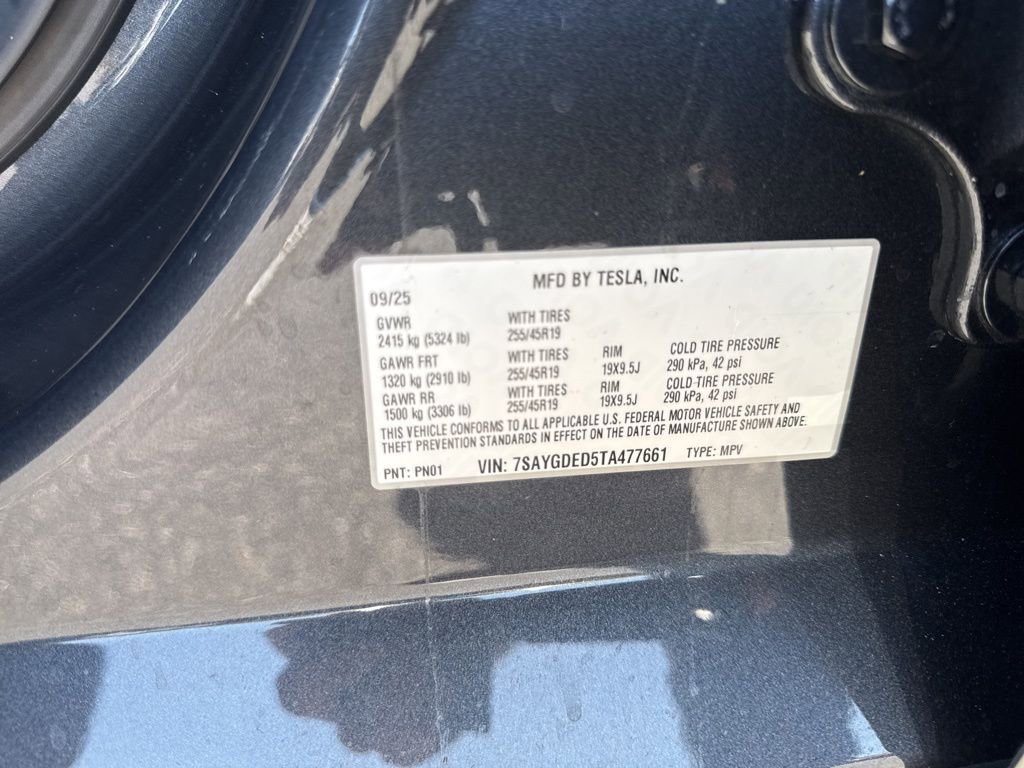 MFD BY TESLA, INC.
09/25
GVWR WITH TIRES
2415 kg (5324 lb) 255/45R19
GAWR FRT WITH TIRES RIM COLD TIRE PRESSURE
1320 kg (2910 lb) 255/45R19 19X9.5J 290 kPa, 42 psi
GAWR RR WITH TIRES RIM COLD TIRE PRESSURE
1500 kg (3306 lb) 255/45R19 19X9.5J 290 kPa, 42 psi
THIS VEHICLE CONFORMS TO ALL APPLICABLE U.S. FEDERAL MOTOR VEHICLE SAFETY AND
THEFT PREVENTION STANDARDS IN EFFECT ON THE DATE OF MANUFACTURE SHOWN ABOVE.
PNT: PN01 VIN: 7SAYGDED5TA477661 TYPE: MPV